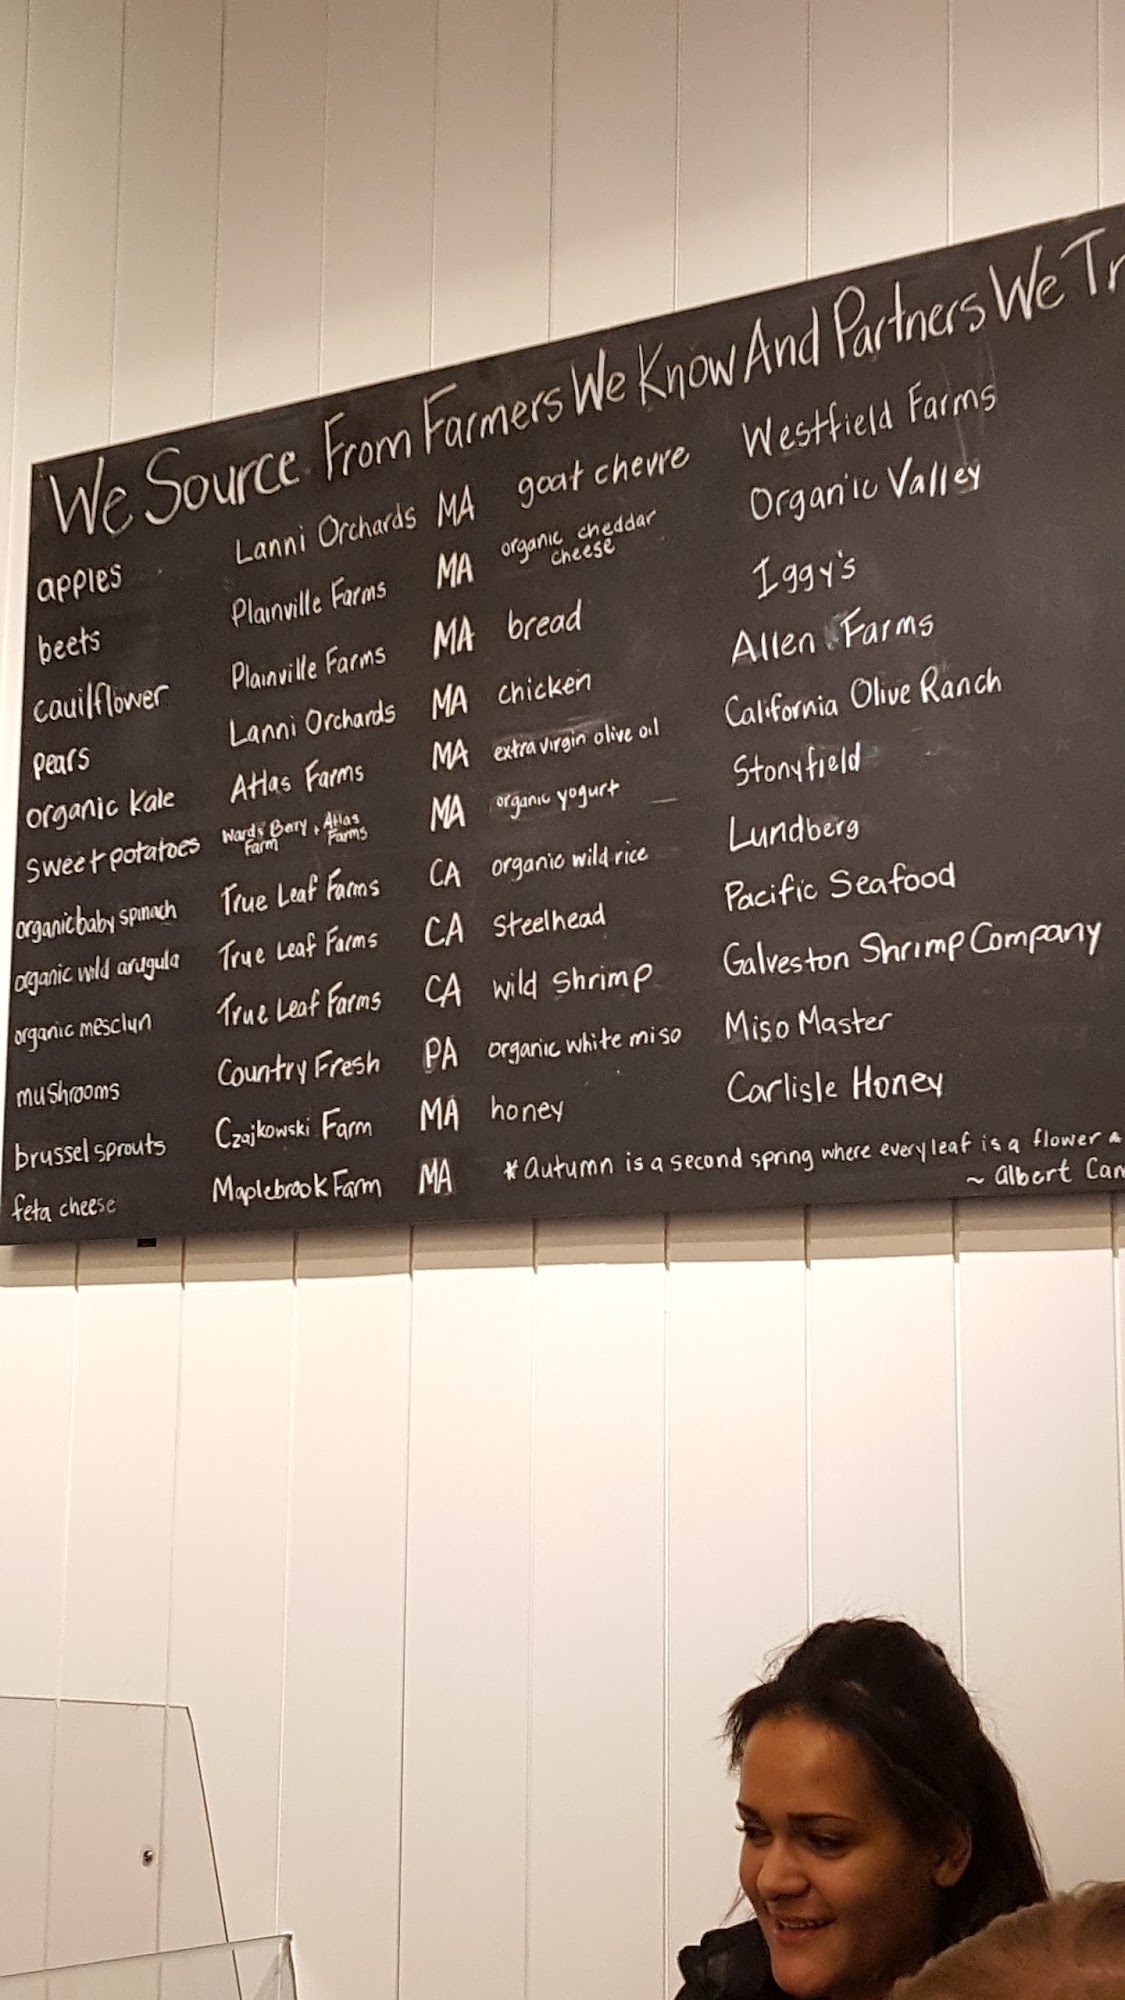 We Source From Farmers We Know And Partners We Tr
apples Lanni Orchards MA goat chevre Westfield Farms
beets Plainville Farms MA organic cheddar cheese Organic Valley
cauilflower Plainville Farms MA bread Iggy's
pears Lanni Orchards MA chicken Allen Farms
organic kale Atlas Farms MA extra virgin olive oil California Olive Ranch
sweet potatoes Ward's Berry Farm + Atlas Farms MA organic yogurt Stonyfield
organic baby spinach True Leaf Farms CA organic wild rice Lundberg
organic wild arugula True Leaf Farms CA Steelhead Pacific Seafood
organic mesclun True Leaf Farms CA wild Shrimp Galveston Shrimp Company
mushrooms Country Fresh PA organic white miso Miso Master
brussel sprouts Czajkowski Farm MA honey Carlisle Honey
feta cheese Maplebrook Farm MA
* Autumn is a second spring where every leaf is a flower
~ albert Cam